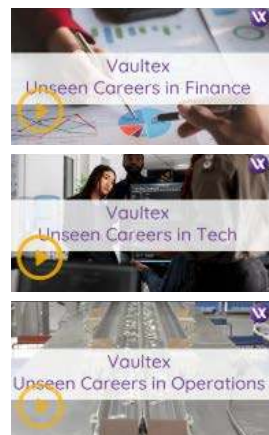 Vaultex
Unseen Careers in Finance
Vaultex
Unseen Careers in Tech
Vaultex
Unseen Careers in Operations